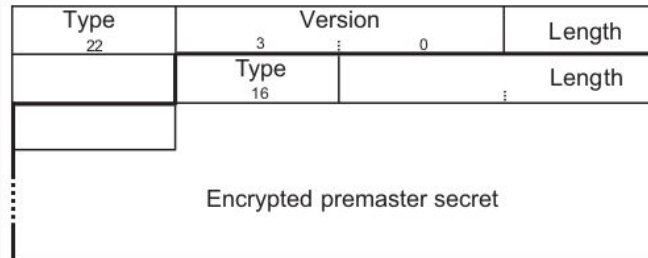 Type Version Length
22 3 0
Type Length
16
Encrypted premaster secret